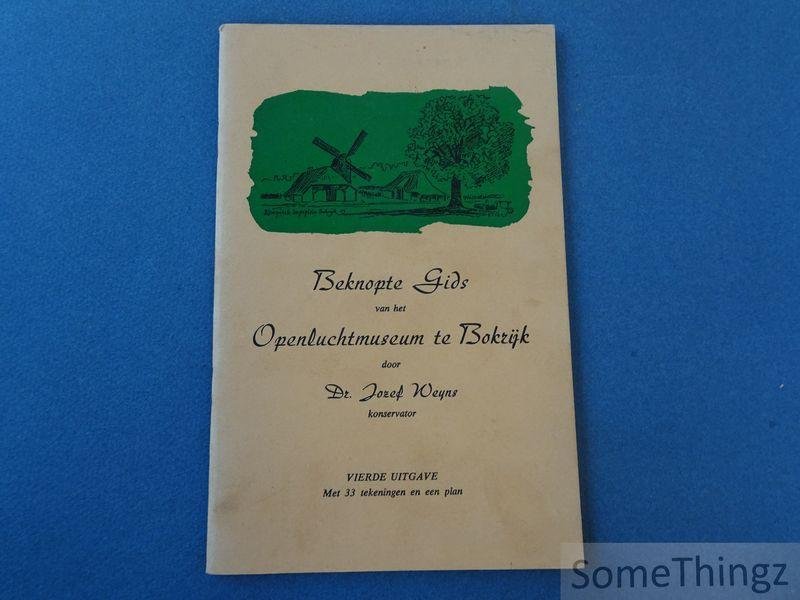 Beknopte Gids
van het
Openluchtmuseum te Bokrijk
door
Dr. Jozef Weyns
konservator
VIERDE UITGAVE
Met 33 tekeningen en een plan
SomeThingz